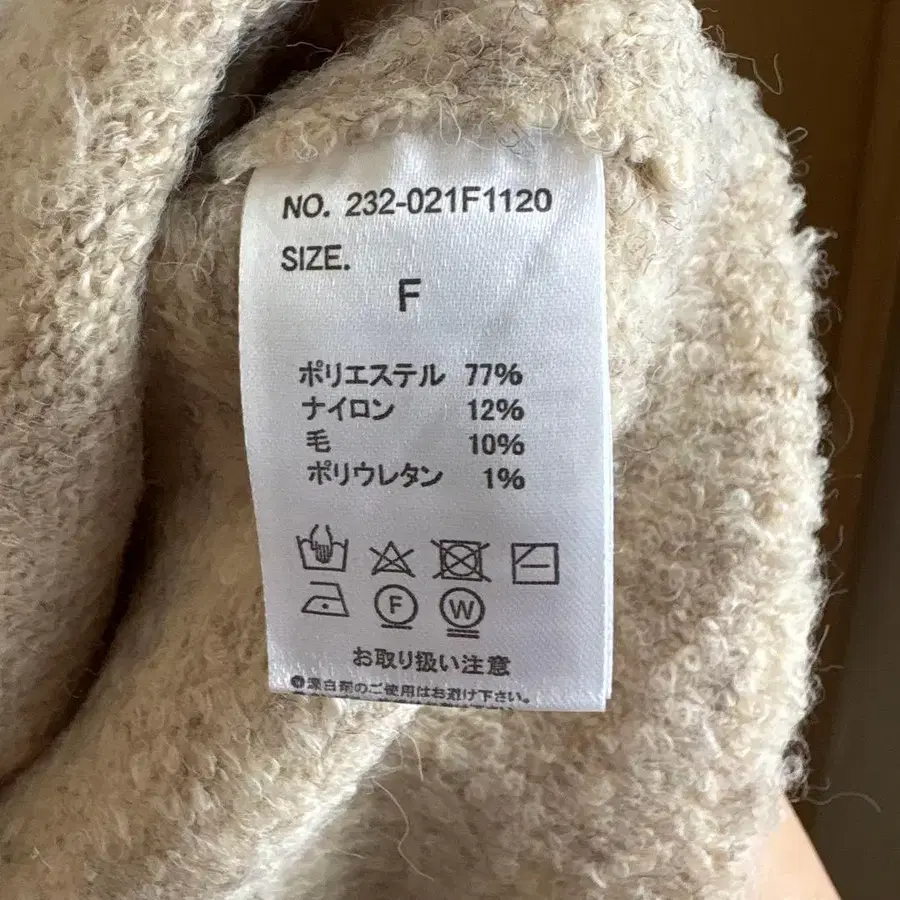 NO. 232-021F1120
SIZE.
F
ポリエステル 77%
ナイロン 12%
毛 10%
ポリウレタン 1%
F W
お取り扱い注意
漂白剤のご使用はお避け下さい。